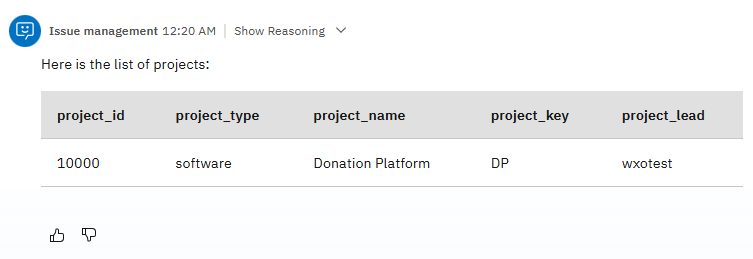 Issue management 12:20 AM Show Reasoning
Here is the list of projects:
project_id project_type project_name project_key project_lead
10000 software Donation Platform DP wxotest